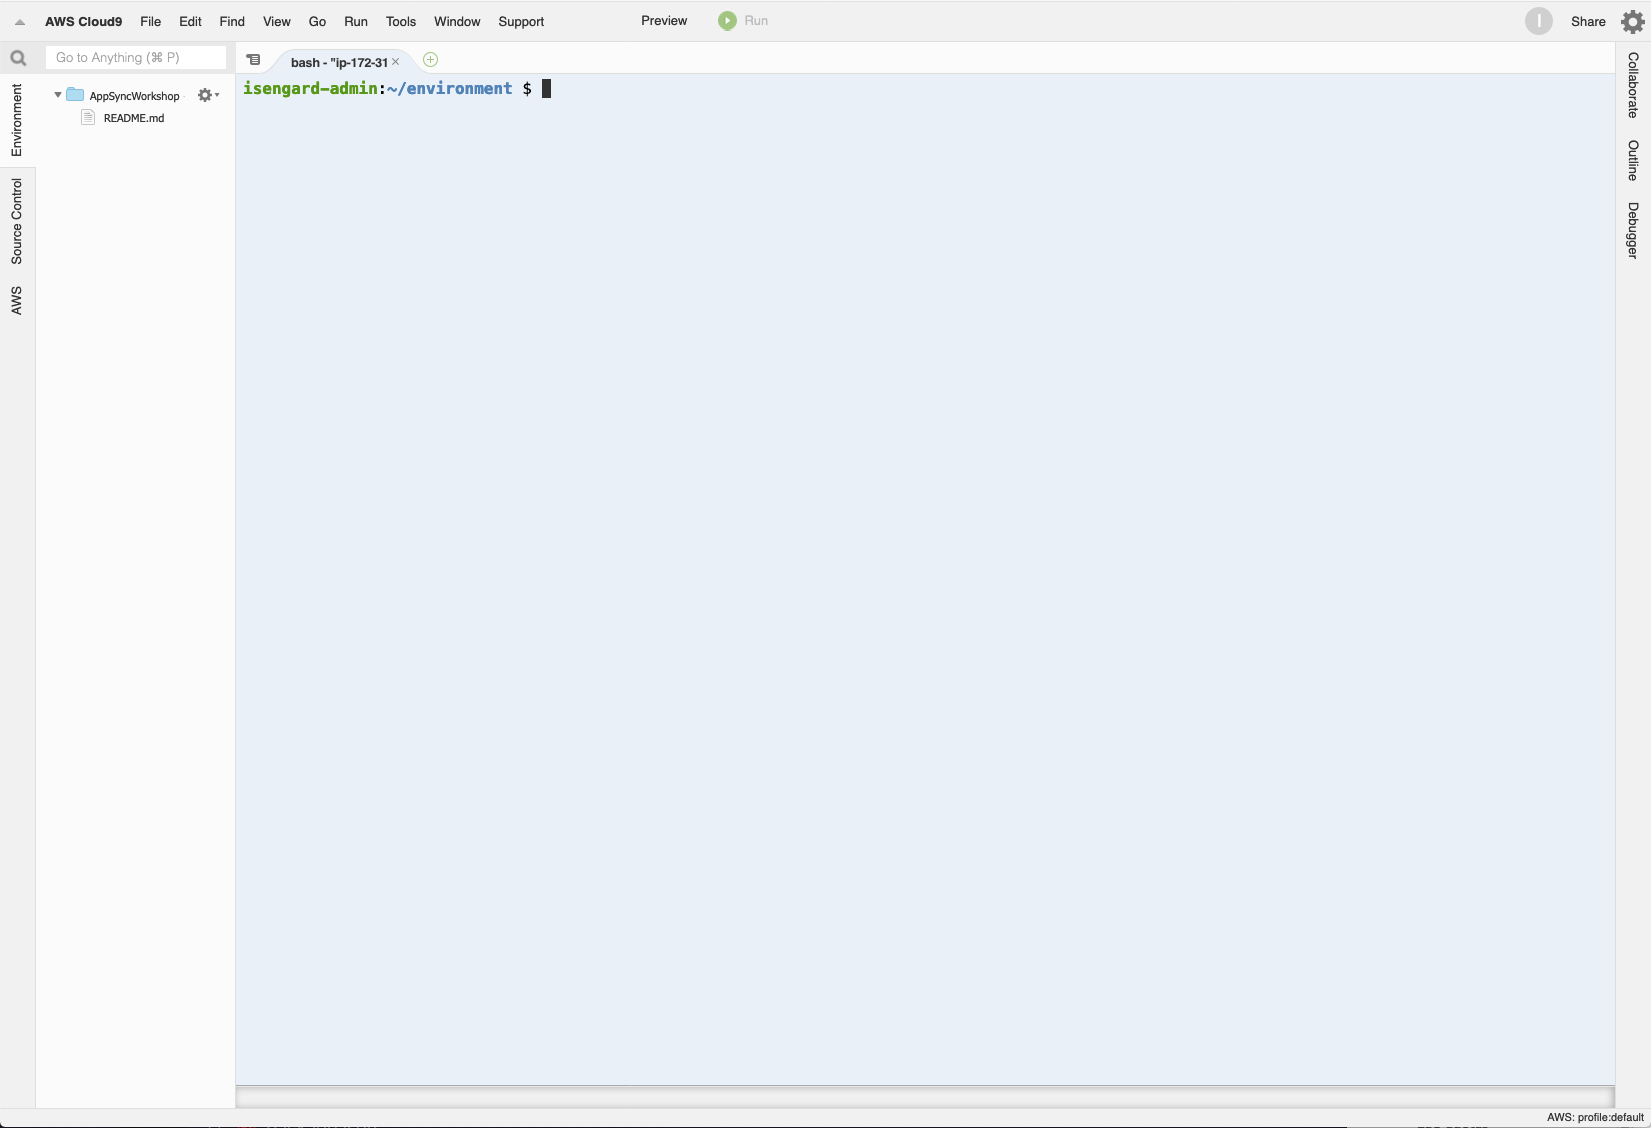 AWS Cloud9 File Edit Find View Go Run Tools Window Support Preview Run I Share
Go to Anything (⌘ P)
bash - "ip-172-31
isengard-admin:~/environment $
AppSyncWorkshop
README.md
Environment
Source Control
AWS
Collaborate
Outline
Debugger
AWS: profile:default